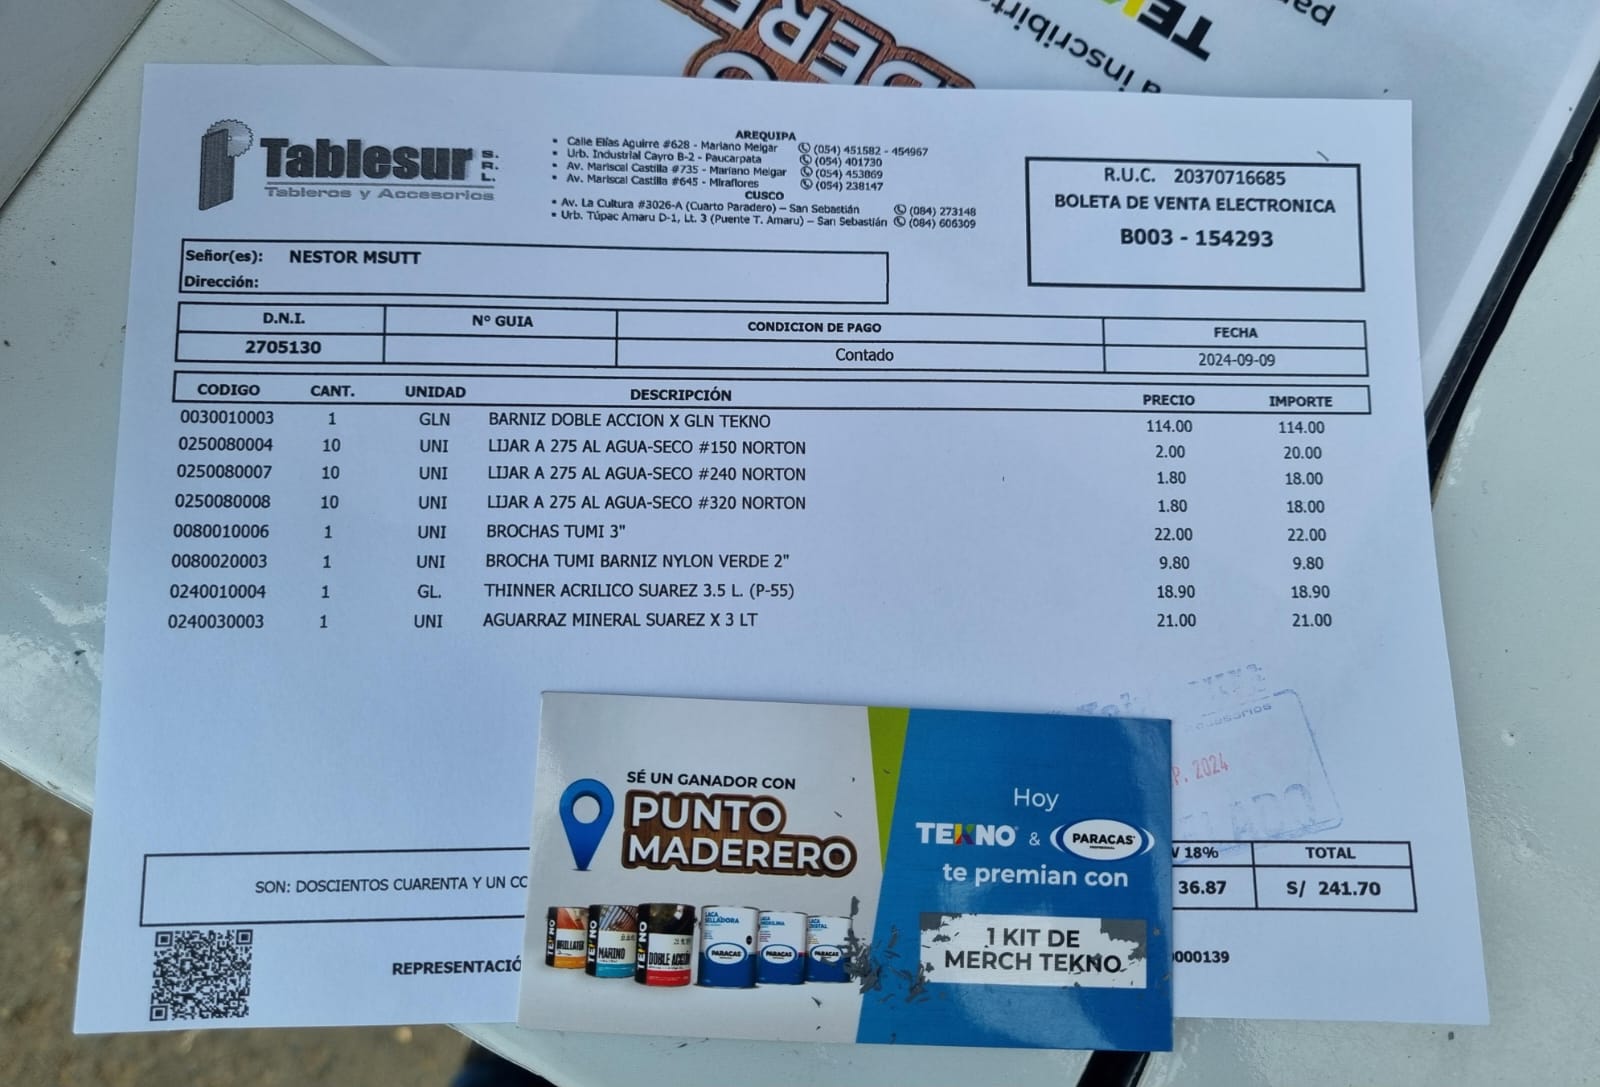 para
a inscribirte
TEKNO
Tablesur S.R.L.
Tableros y Accesorios
AREQUIPA
• Calle Elías Aguirre #628 - Mariano Melgar (054) 451582 - 454967
• Urb. Industrial Cayro B-2 - Paucarpata (054) 401730
• Av. Mariscal Castilla #735 - Mariano Melgar (054) 453869
• Av. Mariscal Castilla #645 - Miraflores (054) 238147
CUSCO
• Av. La Cultura #3026-A (Cuarto Paradero) – San Sebastián (084) 273148
• Urb. Túpac Amaru D-1, Lt. 3 (Puente T. Amaru) – San Sebastián (084) 606309
R.U.C. 20370716685
BOLETA DE VENTA ELECTRONICA
B003 - 154293
Señor(es): NESTOR MSUTT
Dirección:
D.N.I. N° GUIA CONDICION DE PAGO FECHA
2705130 Contado 2024-09-09
CODIGO CANT. UNIDAD DESCRIPCIÓN PRECIO IMPORTE
0030010003 1 GLN BARNIZ DOBLE ACCION X GLN TEKNO 114.00 114.00
0250080004 10 UNI LIJAR A 275 AL AGUA-SECO #150 NORTON 2.00 20.00
0250080007 10 UNI LIJAR A 275 AL AGUA-SECO #240 NORTON 1.80 18.00
0250080008 10 UNI LIJAR A 275 AL AGUA-SECO #320 NORTON 1.80 18.00
0080010006 1 UNI BROCHAS TUMI 3" 22.00 22.00
0080020003 1 UNI BROCHA TUMI BARNIZ NYLON VERDE 2" 9.80 9.80
0240010004 1 GL. THINNER ACRILICO SUAREZ 3.5 L. (P-55) 18.90 18.90
0240030003 1 UNI AGUARRAZ MINERAL SUAREZ X 3 LT 21.00 21.00
P. 2024
V 18% TOTAL
36.87 S/ 241.70
SON: DOSCIENTOS CUARENTA Y UN CO
REPRESENTACIÓ
000139
SÉ UN GANADOR CON
PUNTO
MADERERO
Hoy
TEKNO & PARACAS
te premian con
1 KIT DE
MERCH TEKNO
TEKNO
TEKNO MARINO
TEKNO DOBLE ACCIÓN
LACA SELLADORA PARACAS
LACA PARACAS
LACA PARACAS